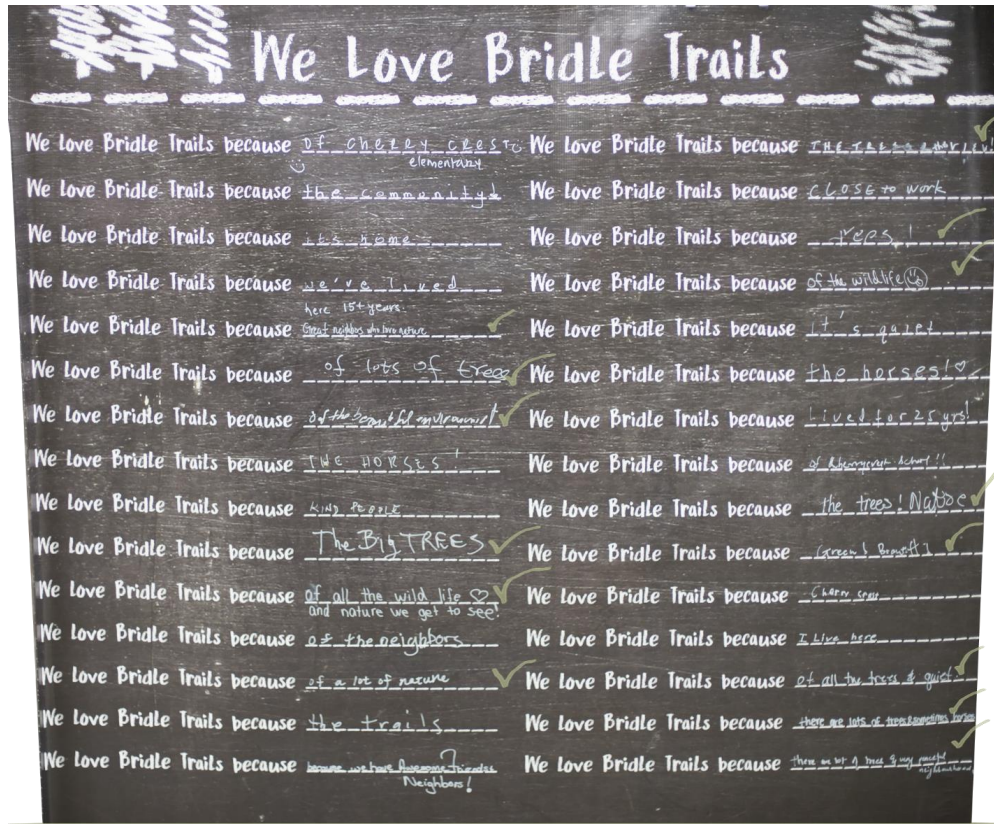 We Love Bridle Trails
We Love Bridle Trails because of cherry crest
elementary
We Love Bridle Trails because the community!
We Love Bridle Trails because its home
We Love Bridle Trails because we've lived
here 15+ years.
We Love Bridle Trails because Great neighbors who love nature
We Love Bridle Trails because of lots of trees
We Love Bridle Trails because of the beautiful environment
We Love Bridle Trails because THE HORSES!
We Love Bridle Trails because KIND PEOPLE
We Love Bridle Trails because The Big TREES
We Love Bridle Trails because of all the wild life ♡
and nature we get to see!
We Love Bridle Trails because of the neighbors
We Love Bridle Trails because of a lot of nature
We Love Bridle Trails because the trails
We Love Bridle Trails because because we have Awesome friends
Neighbors!
We Love Bridle Trails because THE TREES
We Love Bridle Trails because CLOSE to work
We Love Bridle Trails because
We Love Bridle Trails because of the wildlife
We Love Bridle Trails because it's quiet
We Love Bridle Trails because the horses! ♡
We Love Bridle Trails because Lived for 25 yrs!
We Love Bridle Trails because of School!!
We Love Bridle Trails because the trees! Nature
We Love Bridle Trails because Green
We Love Bridle Trails because
We Love Bridle Trails because I Live here
We Love Bridle Trails because of all the trees & quiet
We Love Bridle Trails because there are lots of trees & sometimes horses
We Love Bridle Trails because there are lot of trees & very peaceful
neighbourhood